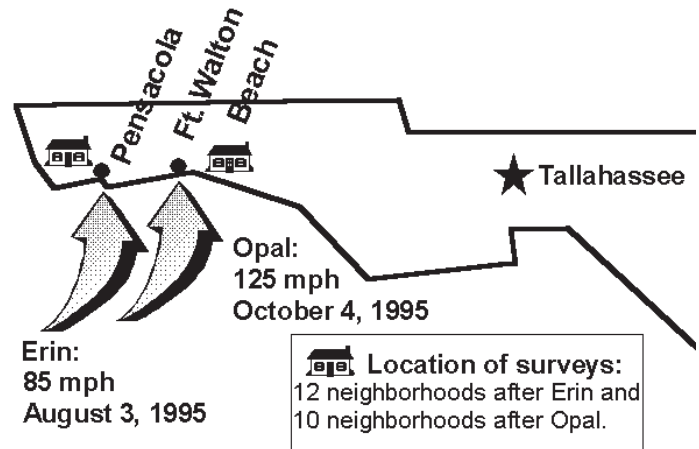 Pensacola
Ft. Walton
Beach
Tallahassee
Opal:
125 mph
October 4, 1995
Erin:
85 mph
August 3, 1995
Location of surveys:
12 neighborhoods after Erin and
10 neighborhoods after Opal.